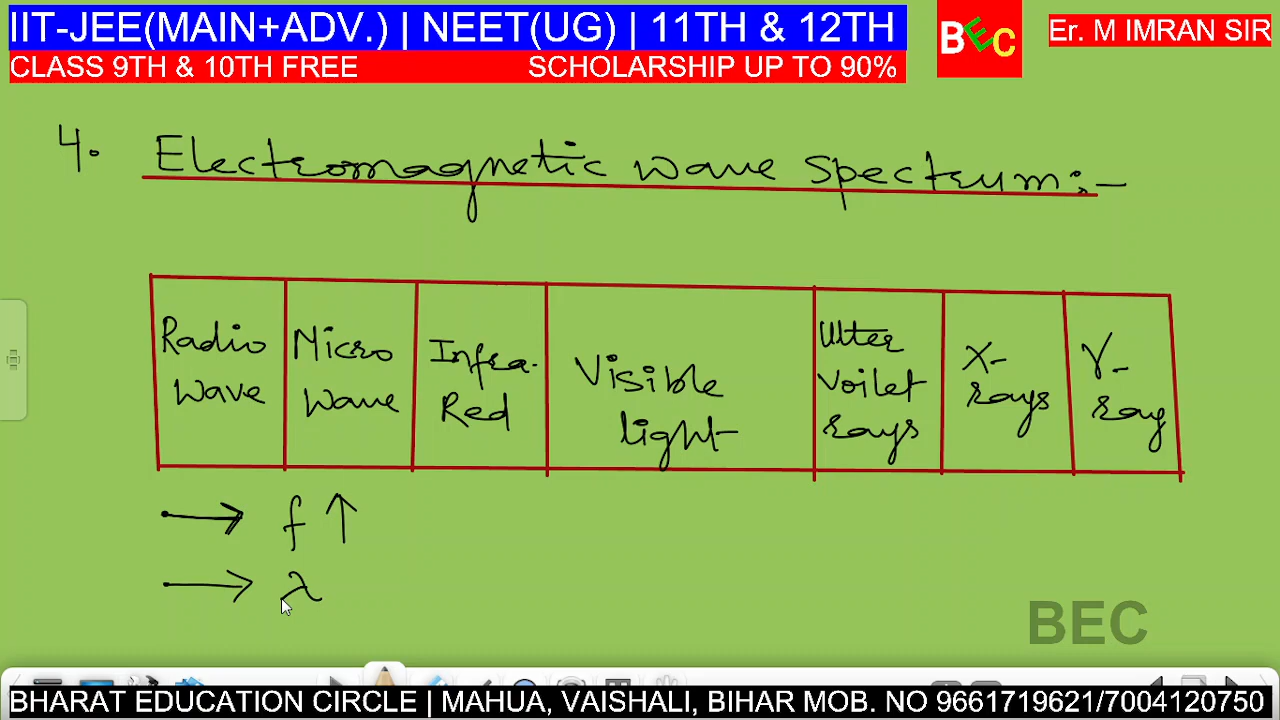 IIT-JEE(MAIN+ADV.) | NEET(UG) | 11TH & 12TH
CLASS 9TH & 10TH FREE SCHOLARSHIP UP TO 90%
BEC
Er. M IMRAN SIR
4. Electromagnetic wave spectrum:-
Radio
wave
Micro
wave
Infra-
Red
Visible
light
Ulter
voilet
rays
X-
rays
γ-
ray
→ f ↑
→ λ
BEC
BHARAT EDUCATION CIRCLE | MAHUA, VAISHALI, BIHAR MOB. NO 9661719621/7004120750